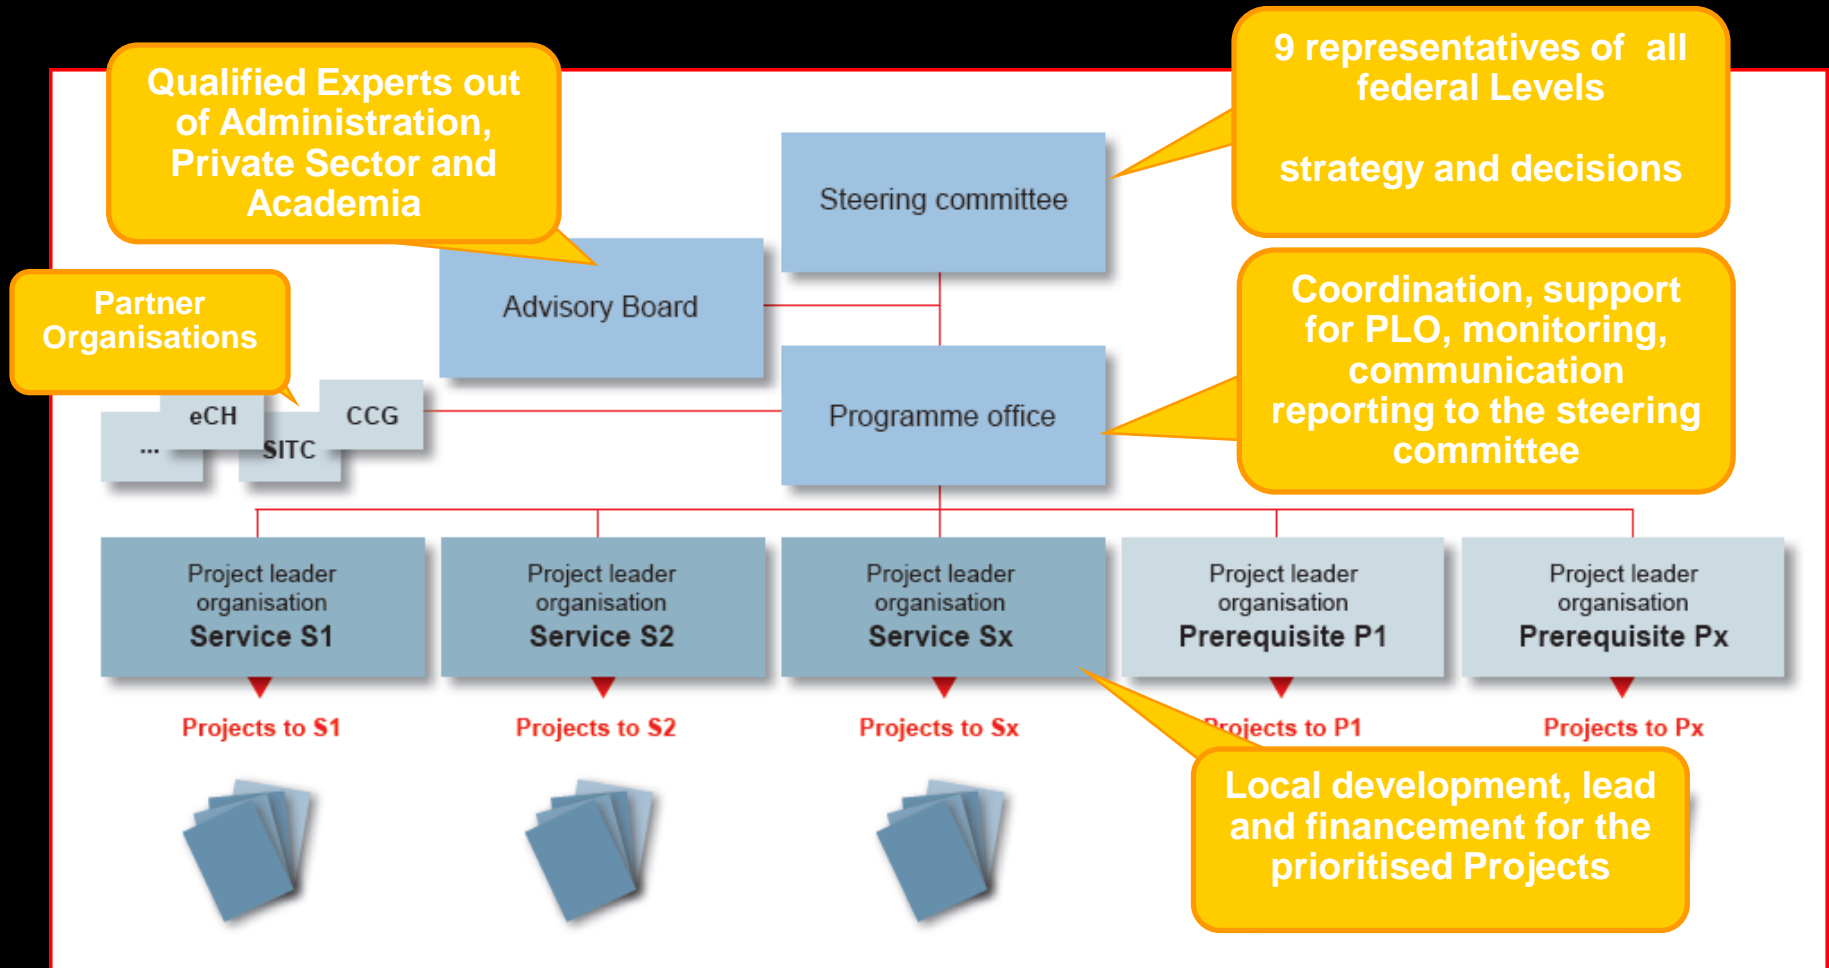 9 representatives of all
federal Levels
strategy and decisions
Qualified Experts out
of Administration,
Private Sector and
Academia
Steering committee
Advisory Board
Partner
Organisations
Coordination, support
for PLO, monitoring,
communication
reporting to the steering
committee
Programme office
eCH
CCG
...
SITC
Project leader
organisation
Service S1
Project leader
organisation
Service S2
Project leader
organisation
Service Sx
Project leader
organisation
Prerequisite P1
Project leader
organisation
Prerequisite Px
Projects to S1
Projects to S2
Projects to Sx
Projects to P1
Projects to Px
Local development, lead
and financement for the
prioritised Projects